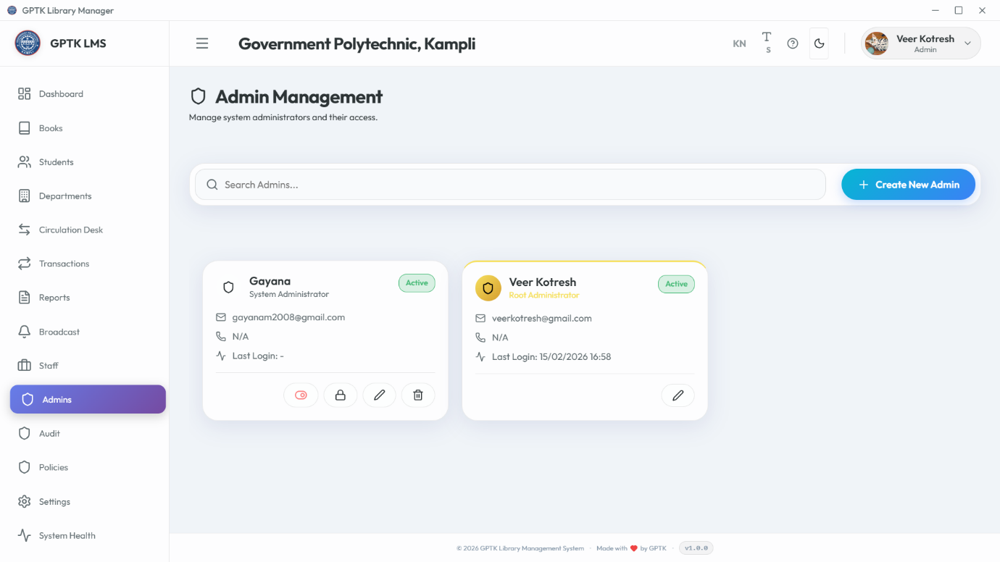 GPTK Library Manager
GPTK LMS
Government Polytechnic, Kampli
KN
T
S
Veer Kotresh
Admin
Dashboard
Books
Students
Departments
Circulation Desk
Transactions
Reports
Broadcast
Staff
Admins
Audit
Policies
Settings
System Health
Admin Management
Manage system administrators and their access.
Search Admins...
Create New Admin
Gayana
System Administrator
Active
gayanam2008@gmail.com
N/A
Last Login: -
Veer Kotresh
Root Administrator
Active
veerkotresh@gmail.com
N/A
Last Login: 15/02/2026 16:58
© 2026 GPTK Library Management System · Made with ❤️ by GPTK · v1.0.0